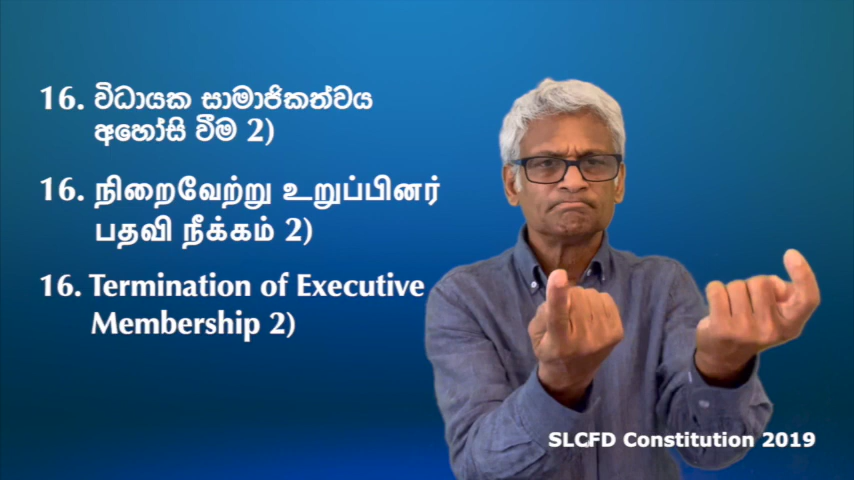 16. විධායක සාමාජිකත්වය
අහෝසි වීම 2)
16. நிறைவேற்று உறுப்பினர்
பதவி நீக்கம் 2)
16. Termination of Executive
Membership 2)
SLCFD Constitution 2019